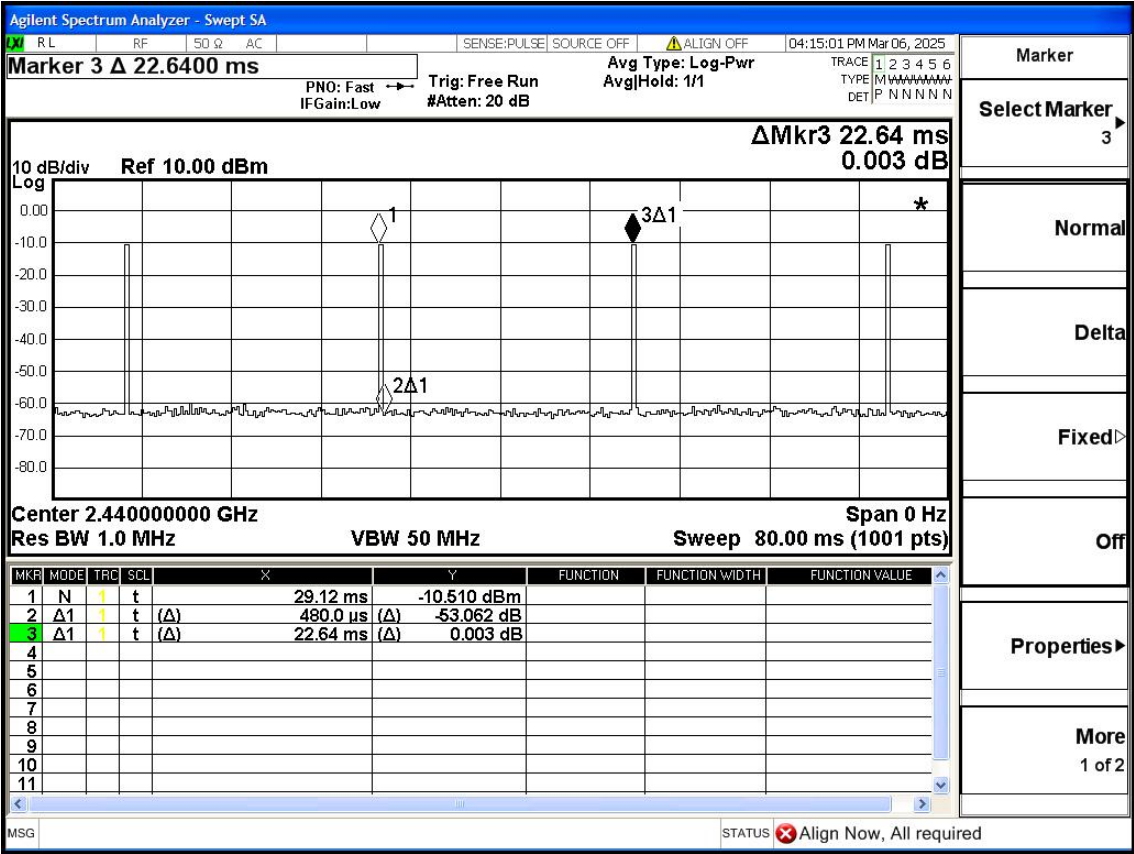 Agilent Spectrum Analyzer - Swept SA
LXI RL RF 50 Ω AC SENSE:PULSE SOURCE OFF ALIGN OFF 04:15:01 PM Mar 06, 2025
Marker 3 Δ 22.6400 ms
PNO: Fast
IFGain:Low
Trig: Free Run
#Atten: 20 dB
Avg Type: Log-Pwr
Avg|Hold: 1/1
TRACE 1 2 3 4 5 6
TYPE M WWWWW
DET P N N N N N
ΔMkr3 22.64 ms
0.003 dB
10 dB/div Ref 10.00 dBm
Log
0.00
-10.0
-20.0
-30.0
-40.0
-50.0
-60.0
-70.0
-80.0
1
3Δ1
*
2Δ1
Center 2.440000000 GHz Span 0 Hz
Res BW 1.0 MHz VBW 50 MHz Sweep 80.00 ms (1001 pts)
MKR MODE TRC SCL X Y FUNCTION FUNCTION WIDTH FUNCTION VALUE
1 N 1 t 29.12 ms -10.510 dBm
2 Δ1 1 t (Δ) 480.0 µs (Δ) -53.062 dB
3 Δ1 1 t (Δ) 22.64 ms (Δ) 0.003 dB
4
5
6
7
8
9
10
11
MSG STATUS Align Now, All required
Marker
Select Marker
3
Normal
Delta
Fixed
Off
Properties
More
1 of 2